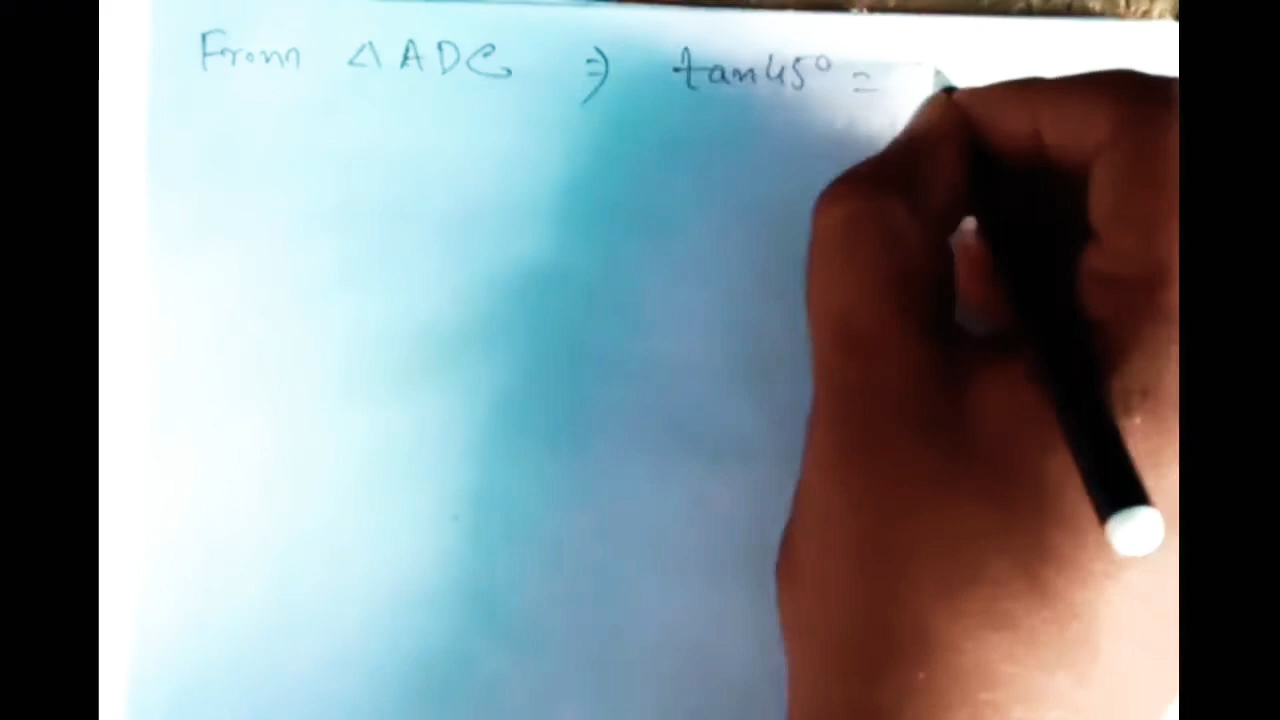 From △ ADC ⇒ tan45° =